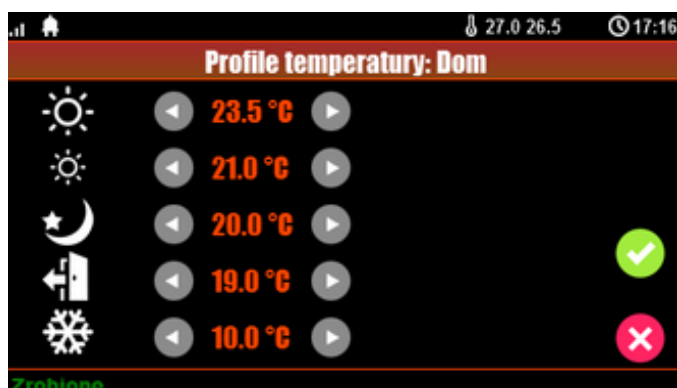 27.0 26.5 17:16
Profile temperatury: Dom
23.5 °C
21.0 °C
20.0 °C
19.0 °C
10.0 °C
Zrobiono